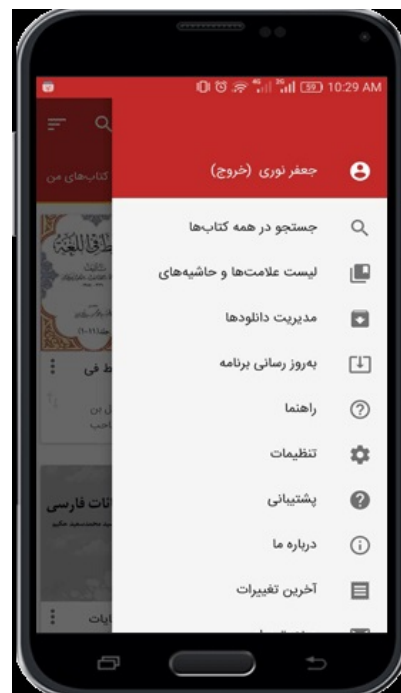 59 10:29 AM
جعفر نوری (خروج)
کتاب‌های من
جستجو در همه کتاب‌ها
لیست علامت‌ها و حاشیه‌های
مدیریت دانلودها
به‌روز رسانی برنامه
راهنما
تنظیمات
پشتیبانی
درباره ما
آخرین تغییرات